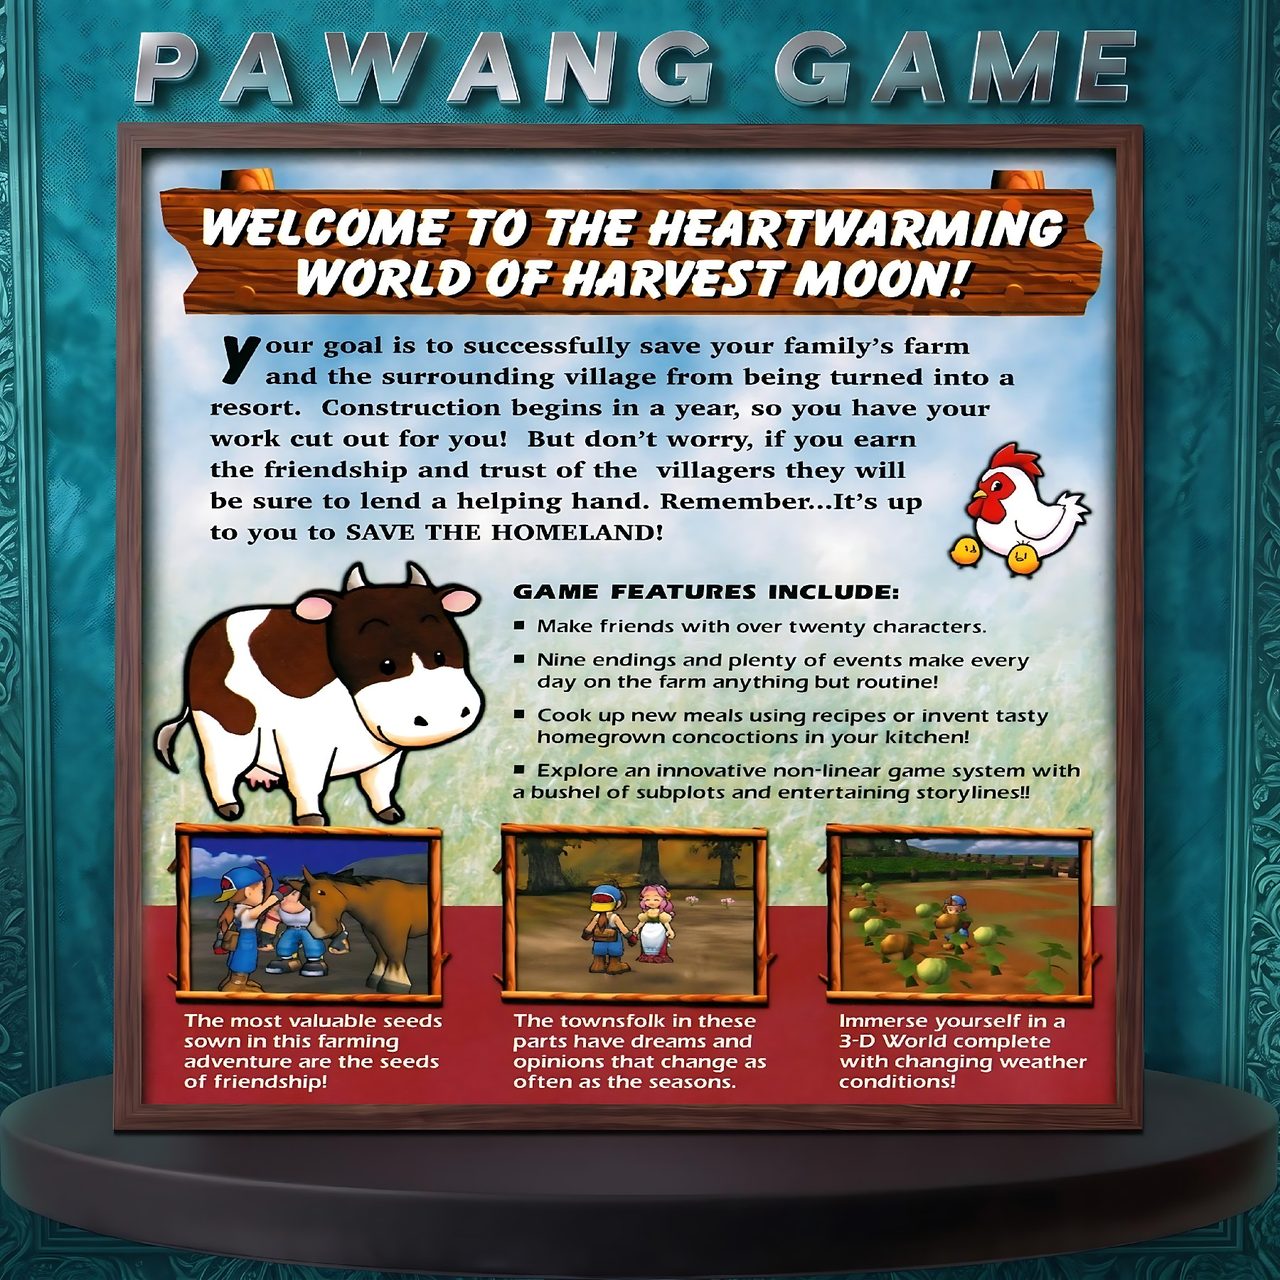 PAWANG GAME
WELCOME TO THE HEARTWARMING
WORLD OF HARVEST MOON!
Your goal is to successfully save your family's farm
and the surrounding village from being turned into a
resort. Construction begins in a year, so you have your
work cut out for you! But don't worry, if you earn
the friendship and trust of the villagers they will
be sure to lend a helping hand. Remember...It's up
to you to SAVE THE HOMELAND!
GAME FEATURES INCLUDE:
▪ Make friends with over twenty characters.
▪ Nine endings and plenty of events make every
day on the farm anything but routine!
▪ Cook up new meals using recipes or invent tasty
homegrown concoctions in your kitchen!
▪ Explore an innovative non-linear game system with
a bushel of subplots and entertaining storylines!!
The most valuable seeds
sown in this farming
adventure are the seeds
of friendship!
The townsfolk in these
parts have dreams and
opinions that change as
often as the seasons.
Immerse yourself in a
3-D World complete
with changing weather
conditions!